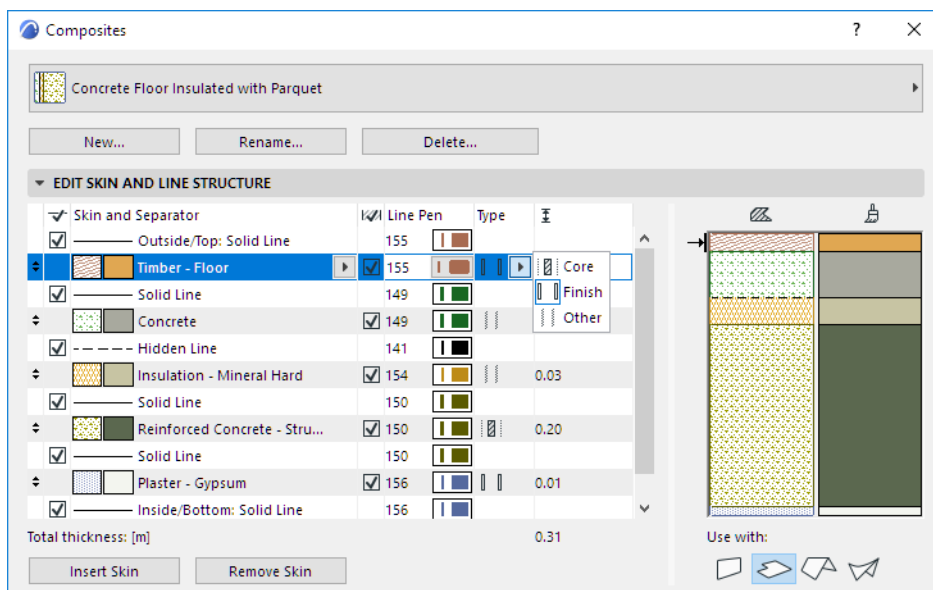 Composites ?
Concrete Floor Insulated with Parquet
New... Rename... Delete...
EDIT SKIN AND LINE STRUCTURE
Skin and Separator Line Pen Type
Outside/Top: Solid Line 155
Timber - Floor 155 Core
Solid Line 149 Finish
Concrete 149 Other
Hidden Line 141
Insulation - Mineral Hard 154 0.03
Solid Line 150
Reinforced Concrete - Stru... 150 0.20
Solid Line 150
Plaster - Gypsum 156 0.01
Inside/Bottom: Solid Line 156
Total thickness: [m] 0.31 Use with:
Insert Skin Remove Skin